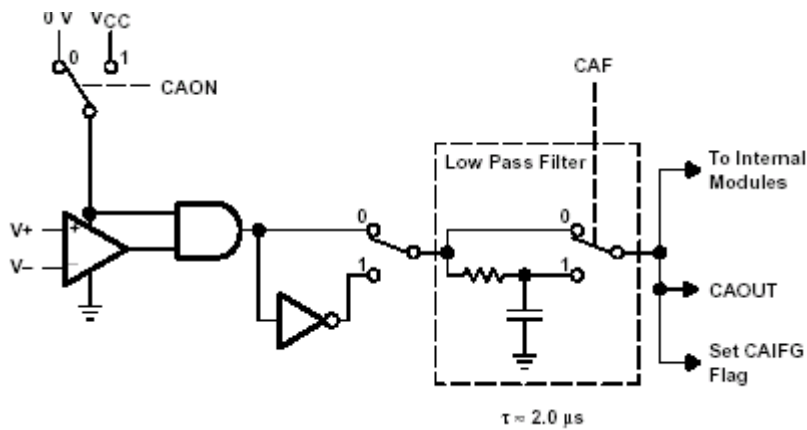 0 V VCC
0 1
CAON
CAF
Low Pass Filter
To Internal
Modules
V+
V−
+
−
0
1
0
1
CAOUT
Set CAIFG
Flag
τ ≈ 2.0 µs